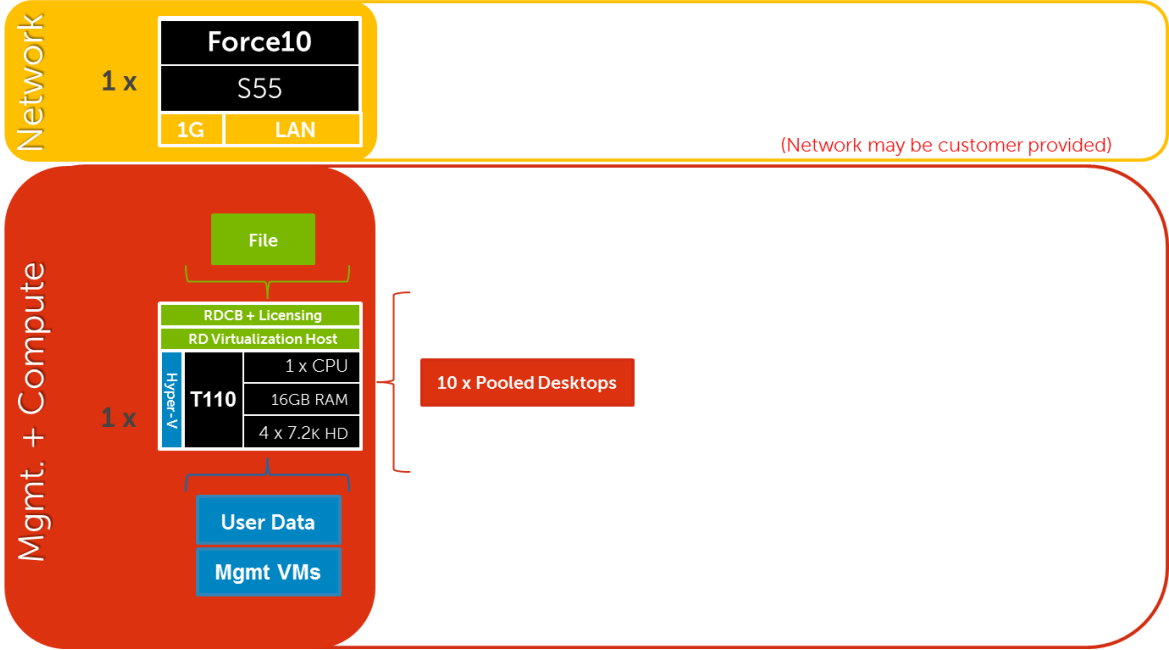 Network
1 x
Force10
S55
1G LAN
(Network may be customer provided)
Mgmt. + Compute
File
RDCB + Licensing
RD Virtualization Host
1 x
Hyper-V
T110
1 x CPU
16GB RAM
4 x 7.2K HD
10 x Pooled Desktops
User Data
Mgmt VMs